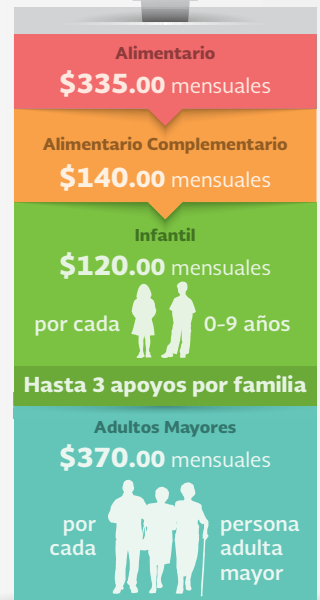 Alimentario
$335.00 mensuales
Alimentario Complementario
$140.00 mensuales
Infantil
$120.00 mensuales
por cada 0-9 años
Hasta 3 apoyos por familia
Adultos Mayores
$370.00 mensuales
por
cada
persona
adulta
mayor